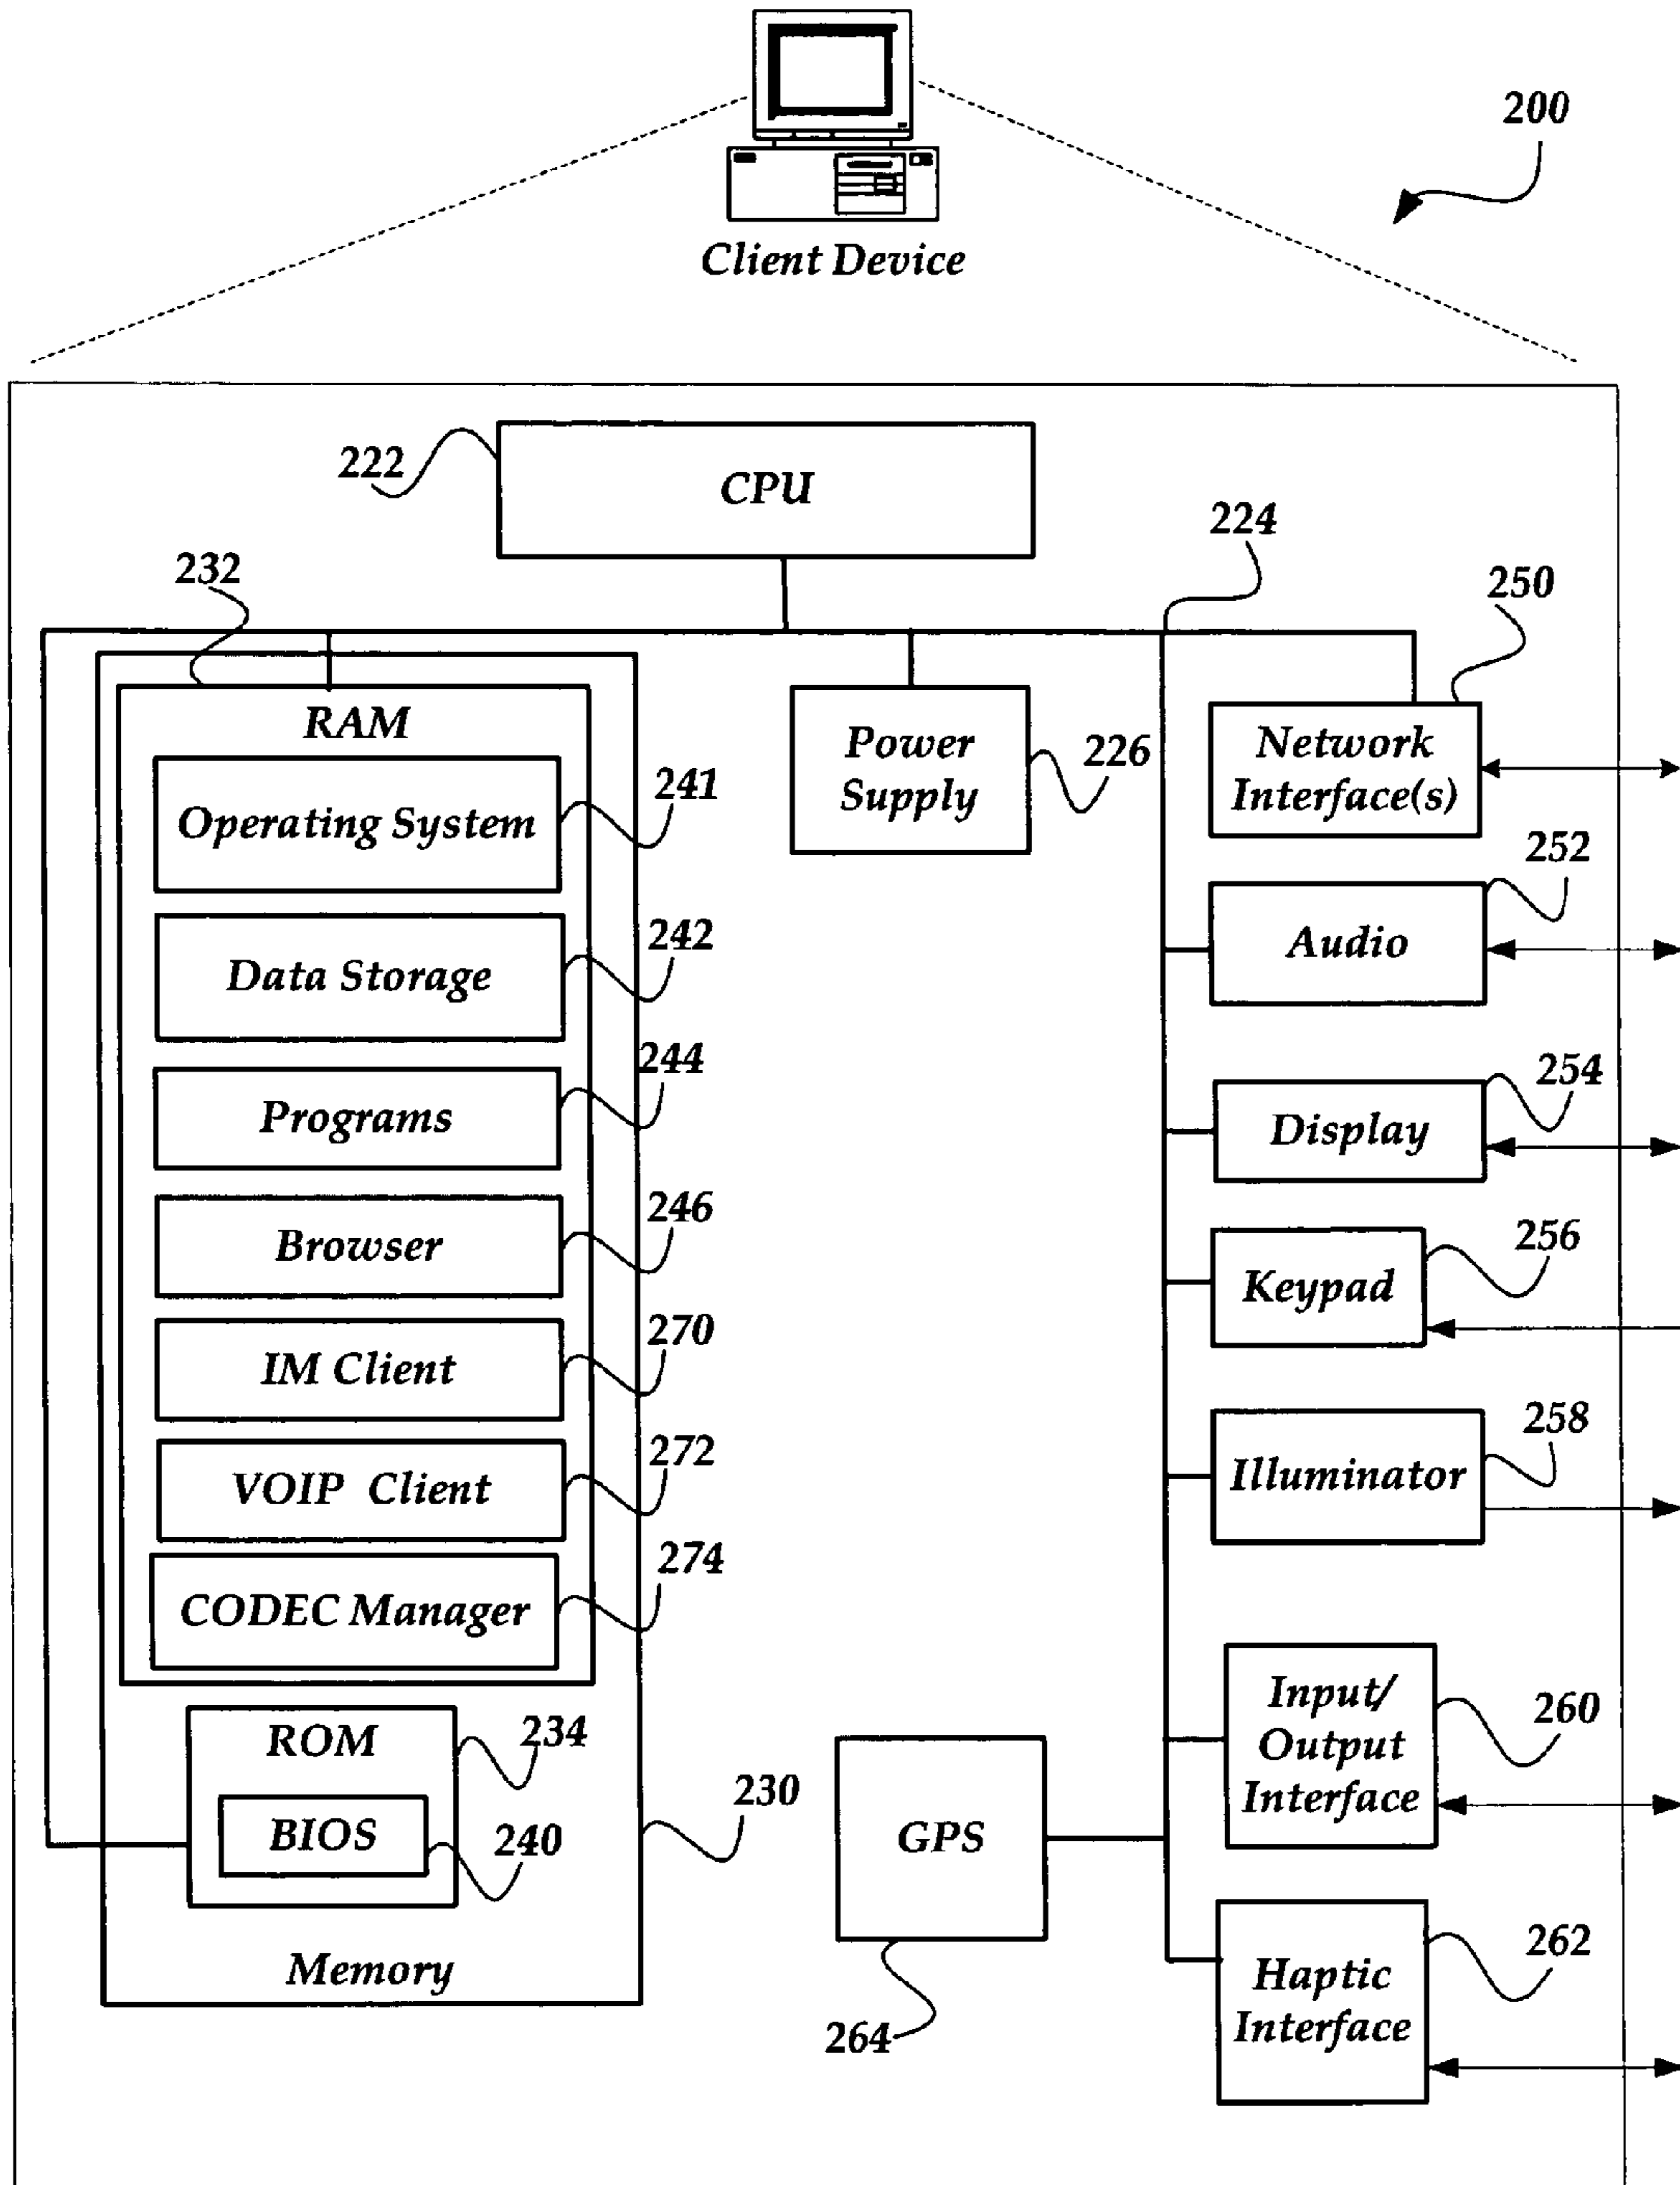 200
Client Device
222
CPU
224
232
250
RAM
Power
Supply
226
Network
Interface(s)
Operating System
241
252
Audio
Data Storage
242
244
254
Programs
Display
246
256
Browser
Keypad
270
IM Client
258
Illuminator
272
VOIP Client
274
CODEC Manager
Input/
Output
Interface
260
ROM
234
230
BIOS
240
GPS
262
Memory
Haptic
Interface
264